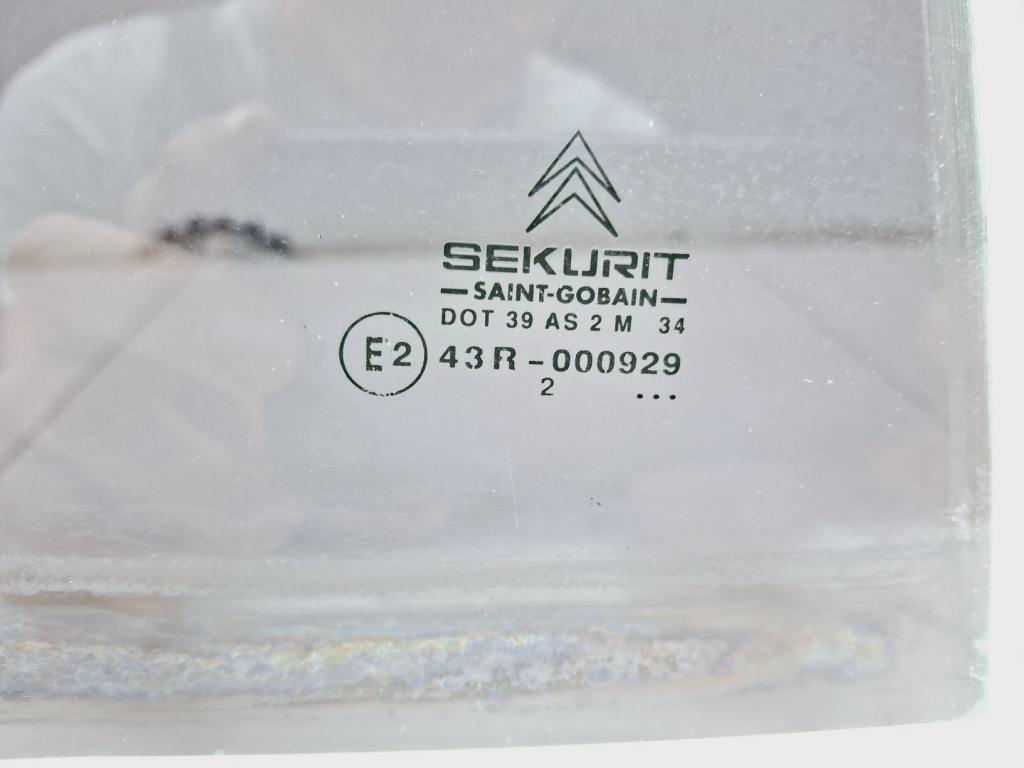 SEKURIT
SAINT-GOBAIN
DOT 39 AS 2 M 34
E2 43R-000929
2 ...